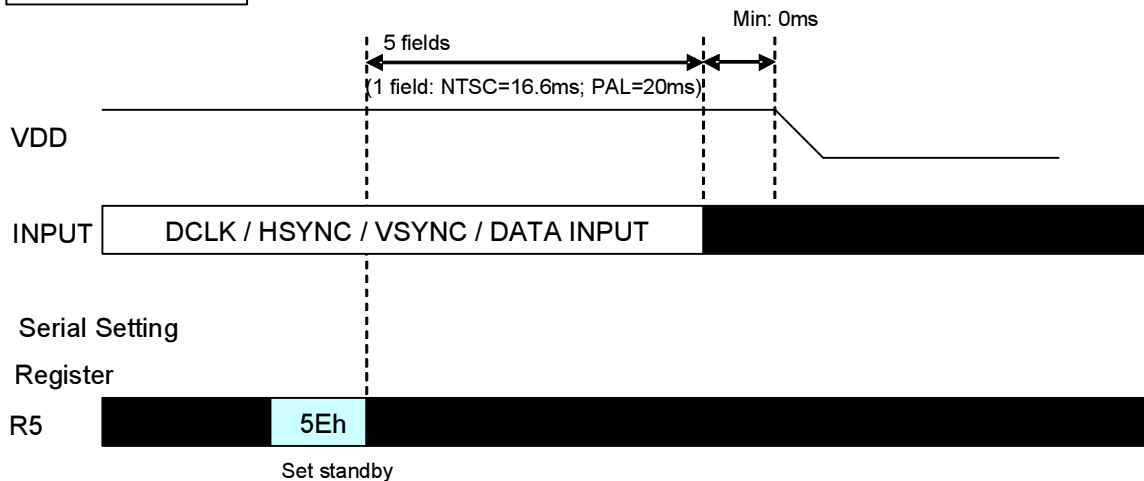 Min: 0ms
5 fields
(1 field: NTSC=16.6ms; PAL=20ms)
VDD
INPUT DCLK / HSYNC / VSYNC / DATA INPUT
Serial Setting
Register
R5 5Eh
Set standby